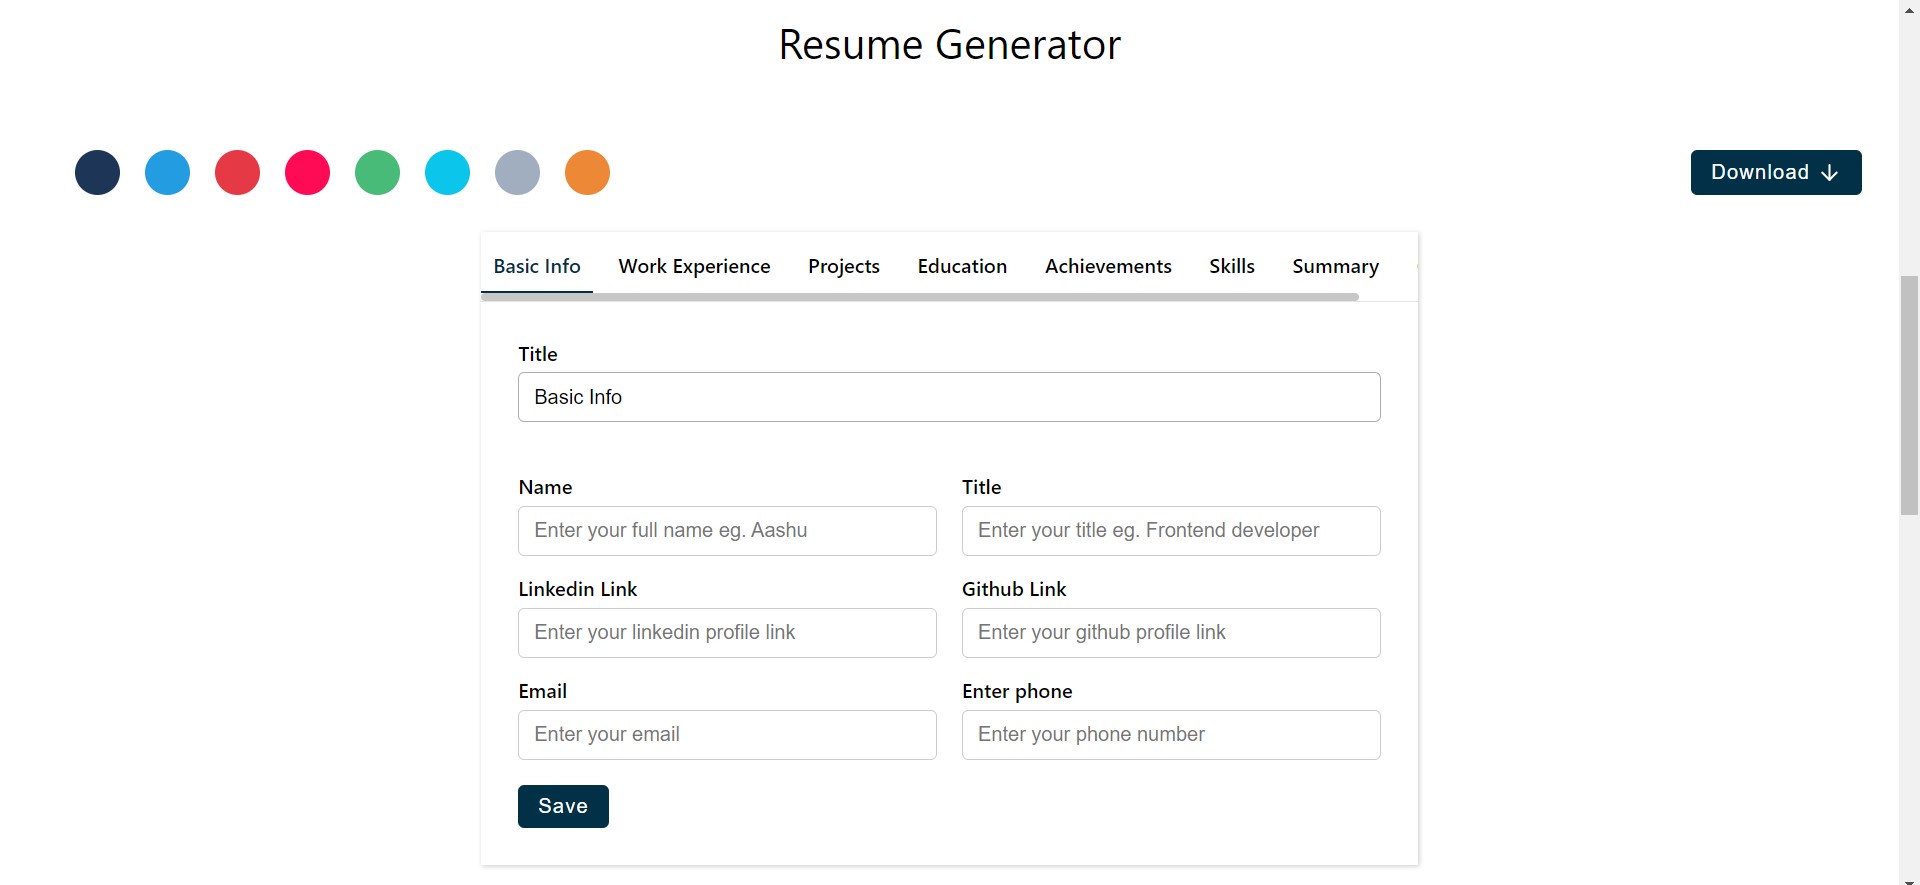 Resume Generator
Download ↓
Basic Info Work Experience Projects Education Achievements Skills Summary
Title
Basic Info
Name Title
Enter your full name eg. Aashu Enter your title eg. Frontend developer
Linkedin Link Github Link
Enter your linkedin profile link Enter your github profile link
Email Enter phone
Enter your email Enter your phone number
Save